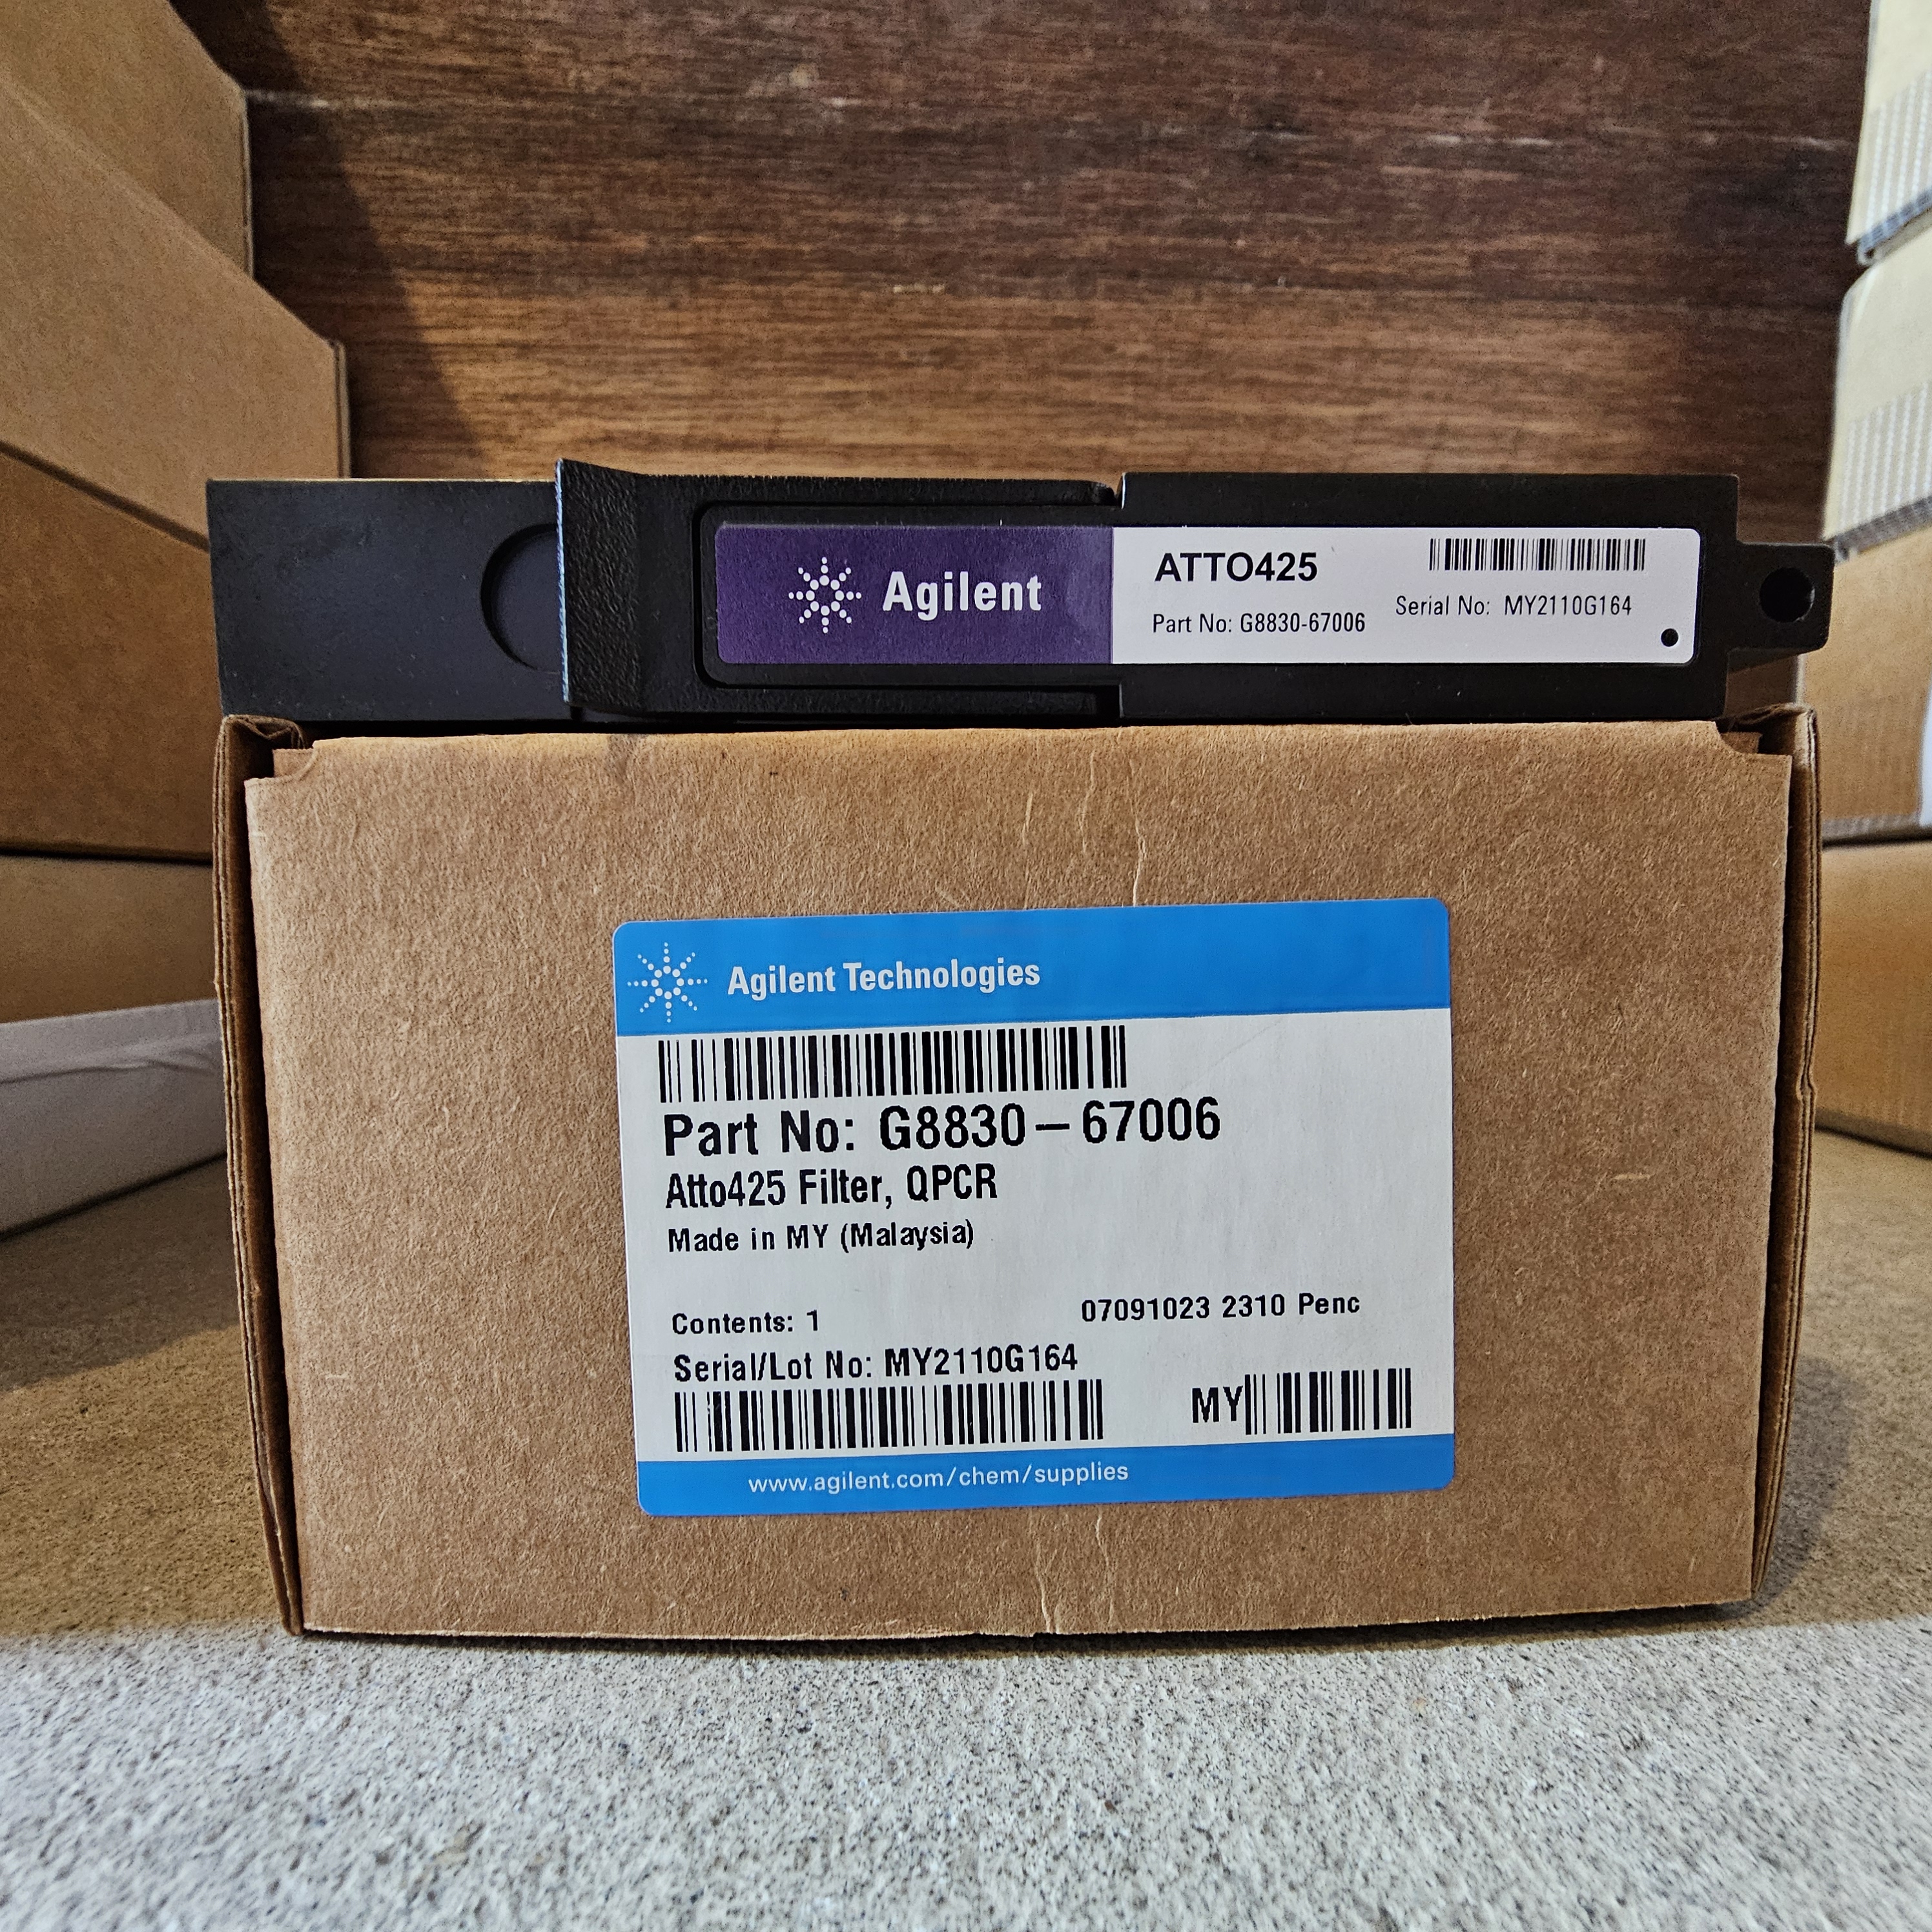 Agilent
ATTO425
Part No: G8830-67006
Serial No: MY2110G164
Agilent Technologies
Part No: G8830-67006
Atto425 Filter, QPCR
Made in MY (Malaysia)
Contents: 1
07091023 2310 Penc
Serial/Lot No: MY2110G164
MY
www.agilent.com/chem/supplies